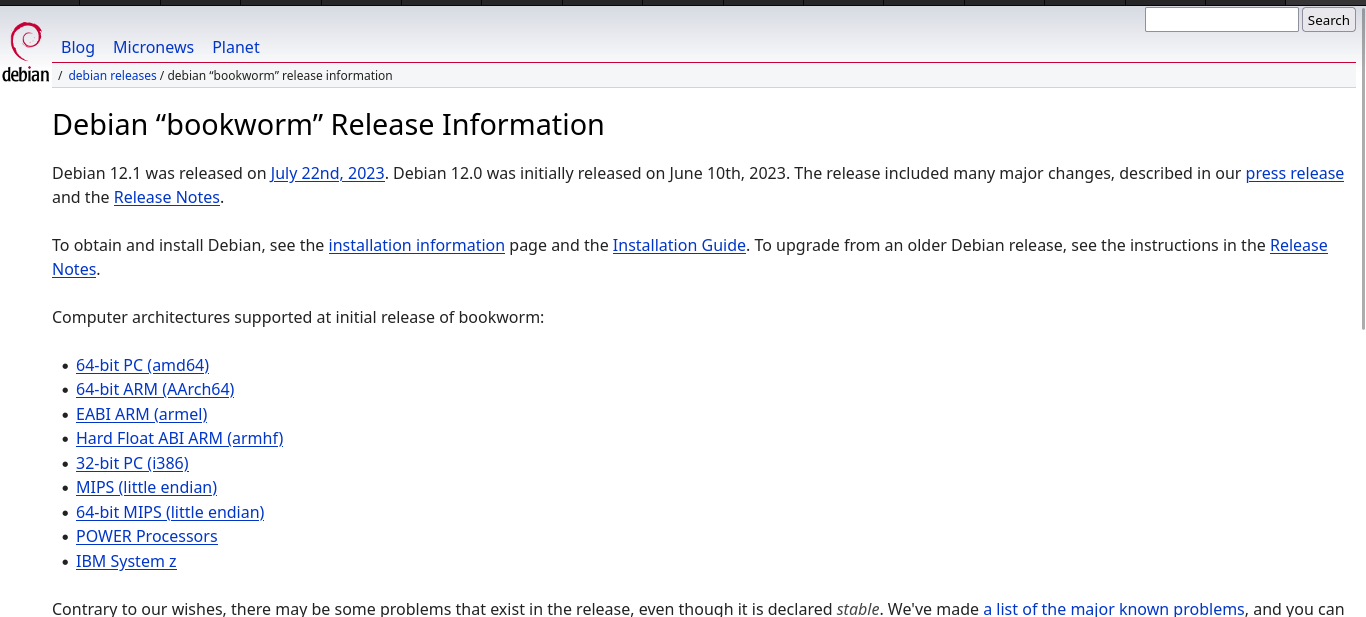 Search
Blog Micronews Planet
debian / debian releases / debian “bookworm” release information
Debian “bookworm” Release Information
Debian 12.1 was released on July 22nd, 2023. Debian 12.0 was initially released on June 10th, 2023. The release included many major changes, described in our press release
and the Release Notes.
To obtain and install Debian, see the installation information page and the Installation Guide. To upgrade from an older Debian release, see the instructions in the Release
Notes.
Computer architectures supported at initial release of bookworm:
• 64-bit PC (amd64)
• 64-bit ARM (AArch64)
• EABI ARM (armel)
• Hard Float ABI ARM (armhf)
• 32-bit PC (i386)
• MIPS (little endian)
• 64-bit MIPS (little endian)
• POWER Processors
• IBM System z
Contrary to our wishes, there may be some problems that exist in the release, even though it is declared stable. We've made a list of the major known problems, and you can